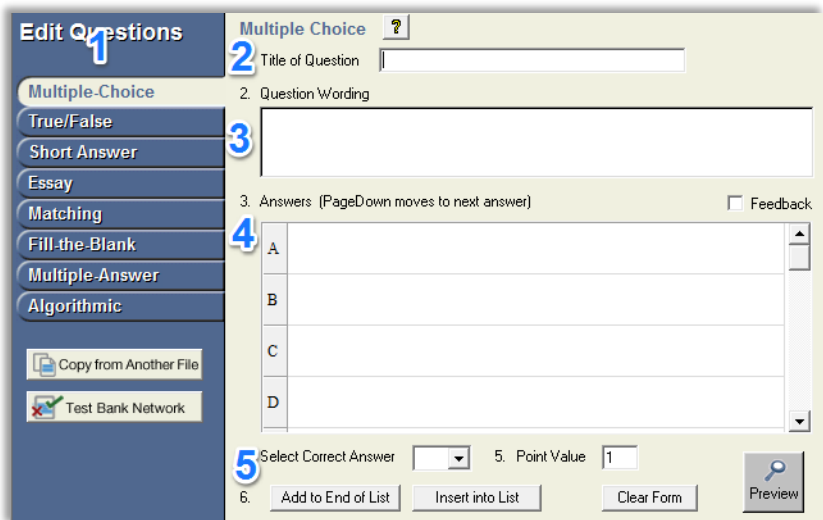 Edit Questions
1
Multiple-Choice
True/False
Short Answer
Essay
Matching
Fill-the-Blank
Multiple-Answer
Algorithmic
Copy from Another File
Test Bank Network
Multiple Choice ?
2 Title of Question
2. Question Wording
3
3. Answers (PageDown moves to next answer) Feedback
4
A
B
C
D
5 Select Correct Answer 5. Point Value 1
6. Add to End of List Insert into List Clear Form Preview